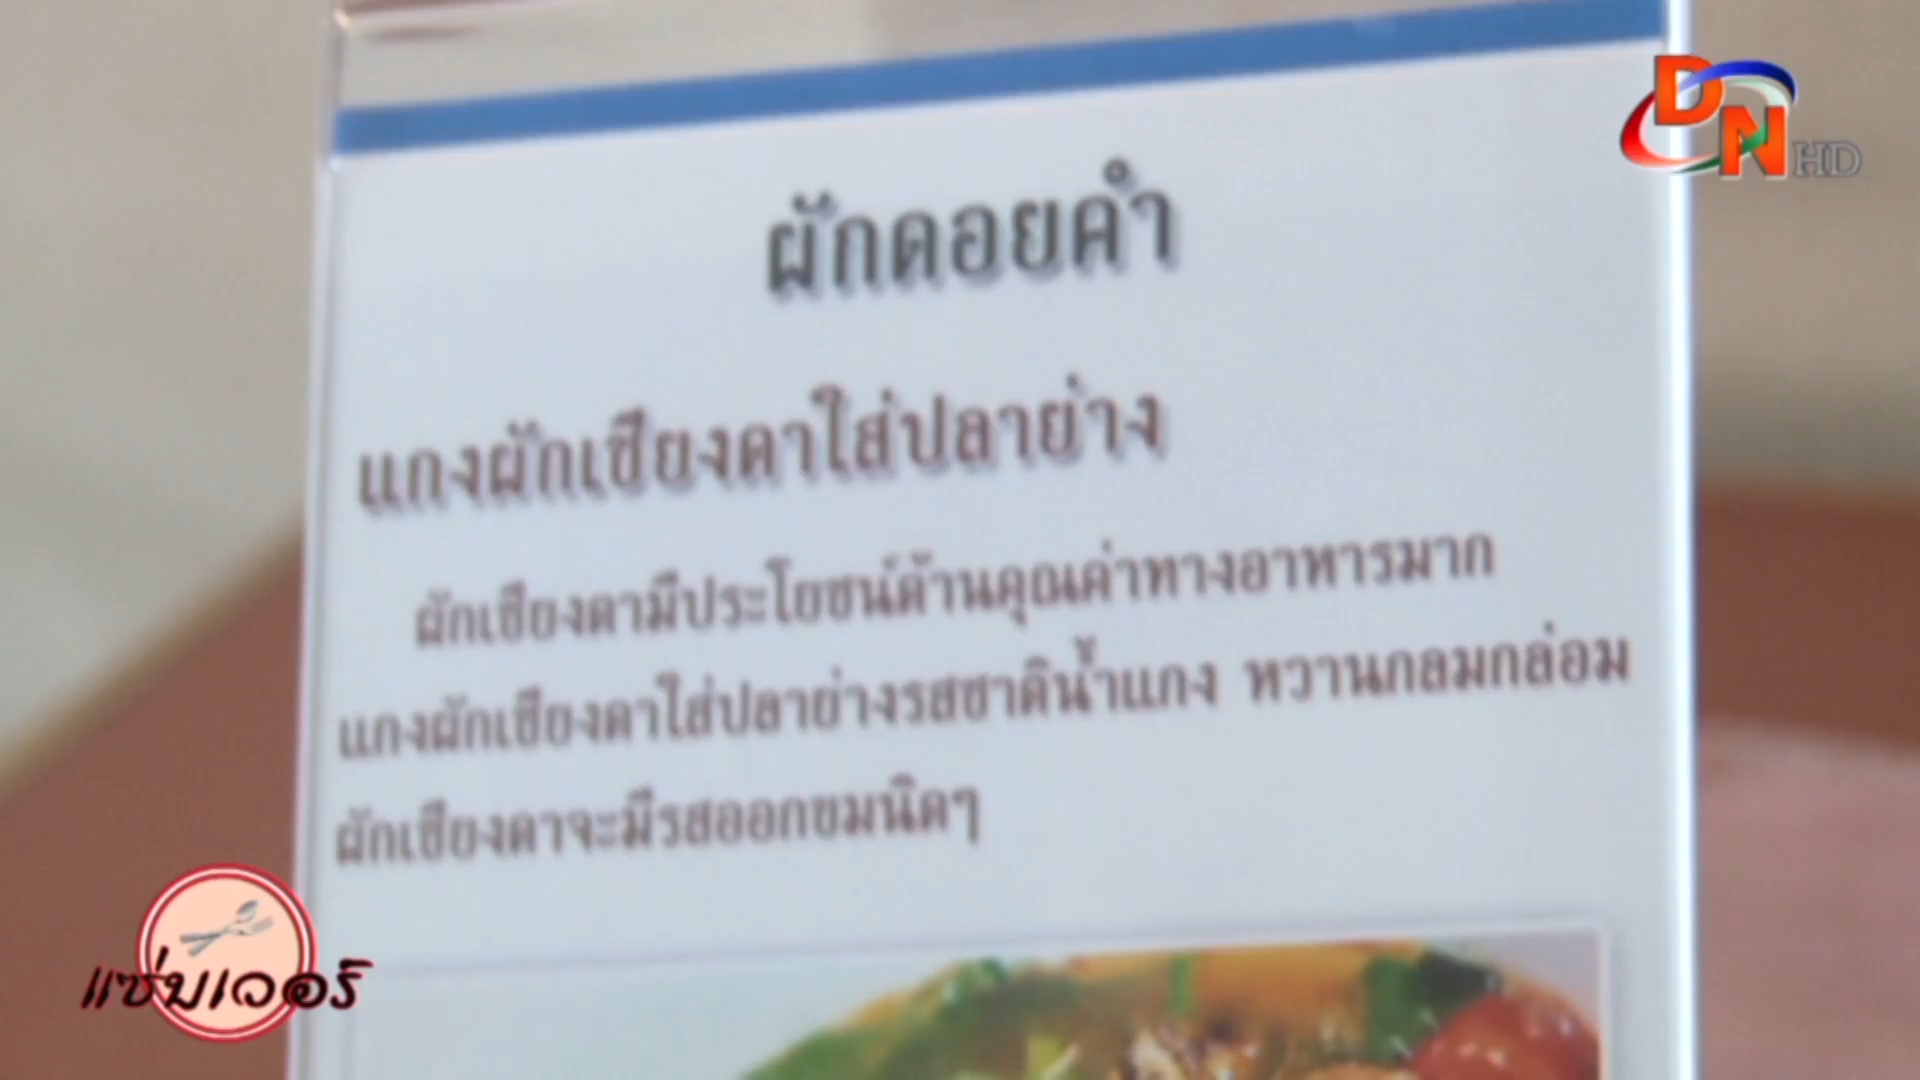 DN HD
ผักดอยคำ
แกงผักเชียงดาใส่ปลาย่าง
ผักเชียงดามีประโยชน์ด้านคุณค่าทางอาหารมาก
แกงผักเชียงดาใส่ปลาย่างรสชาดิน้ำแกง หวานกลมกล่อม
ผักเชียงดาจะมีรสออกขมนิดๆ
แซ่บเวอร์